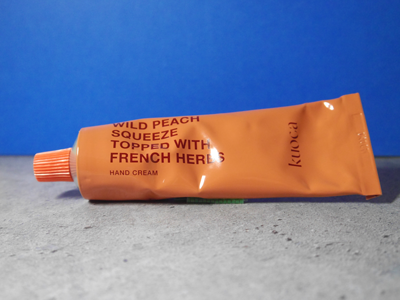 WILD PEACH
SQUEEZE
TOPPED WITH
FRENCH HERBS
HAND CREAM
kuoca